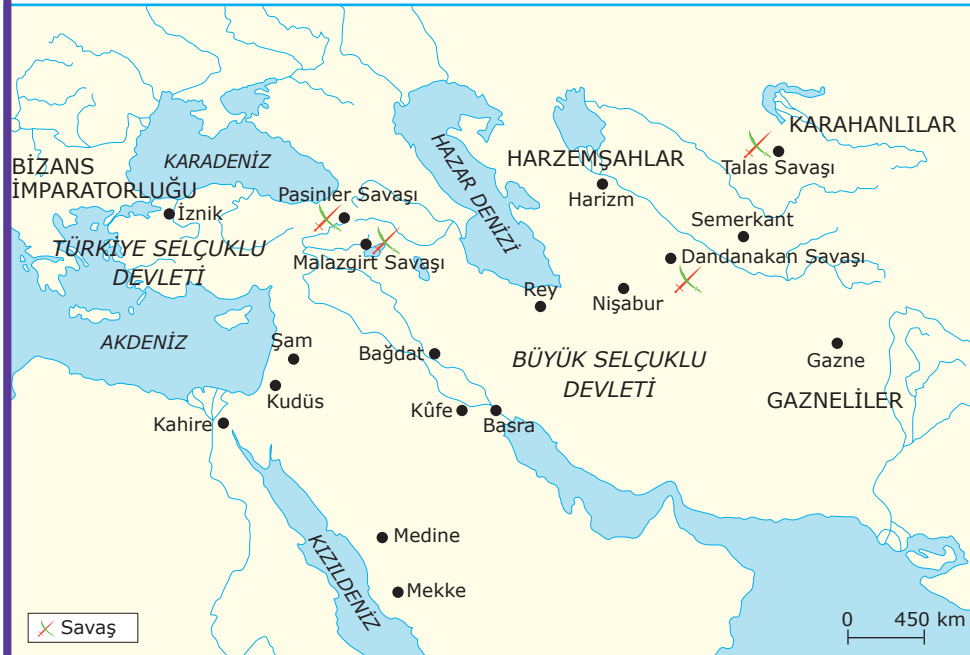 KARAHANLILAR
Talas Savaşı
HAZAR DENİZİ
HARZEMŞAHLAR
Harizm
BİZANS
İMPARATORLUĞU
KARADENİZ
Pasinler Savaşı
İznik
Semerkant
TÜRKİYE SELÇUKLU
DEVLETİ
Malazgirt Savaşı
Dandanakan Savaşı
Rey
Nişabur
AKDENİZ
Şam
Bağdat
BÜYÜK SELÇUKLU
DEVLETİ
Gazne
Kudüs
GAZNELİLER
Kahire
Kûfe
Basra
Medine
KIZILDENİZ
Mekke
Savaş
0 450 km